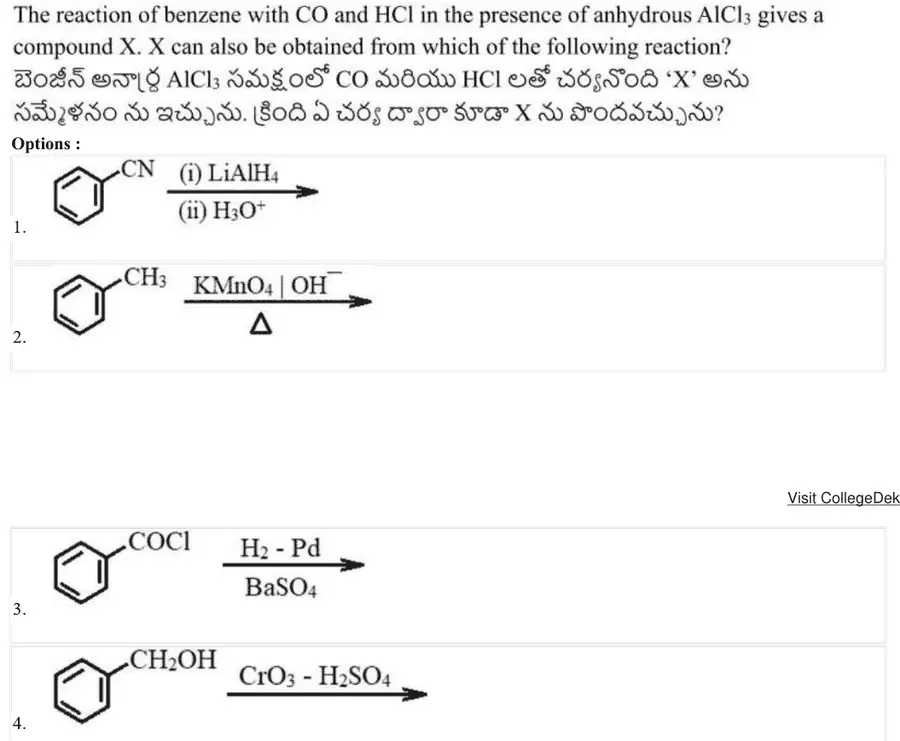 The reaction of benzene with CO and HCl in the presence of anhydrous AlCl₃ gives a
compound X. X can also be obtained from which of the following reaction?
బెంజీన్ అనార్ద్ర AlCl₃ సమక్షంలో CO మరియు HCl లతో చర్యనొంది ‘X’ అను
సమ్మేళనం ను ఇచ్చును. క్రింది ఏ చర్య ద్వారా కూడా X ను పొందవచ్చును?
Options :
1.
CN (i) LiAlH₄
(ii) H₃O⁺
2.
CH₃ KMnO₄ | OH⁻
Δ
Visit CollegeDek
3.
COCl H₂ - Pd
BaSO₄
4.
CH₂OH CrO₃ - H₂SO₄